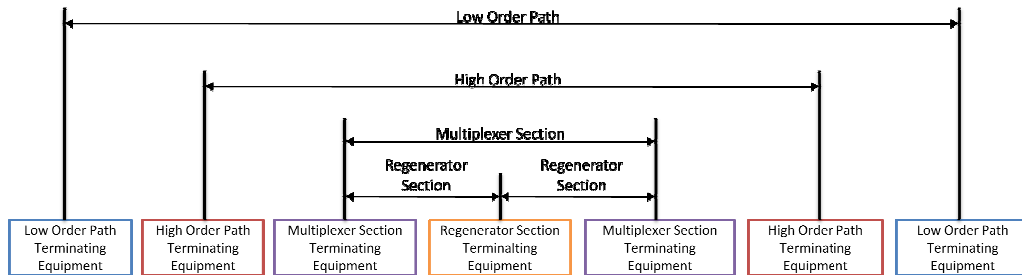 Low Order Path
High Order Path
Multiplexer Section
Regenerator
Section
Regenerator
Section
Low Order Path
Terminating
Equipment
High Order Path
Terminating
Equipment
Multiplexer Section
Terminating
Equipment
Regenerator Section
Terminalting
Equipment
Multiplexer Section
Terminating
Equipment
High Order Path
Terminating
Equipment
Low Order Path
Terminating
Equipment